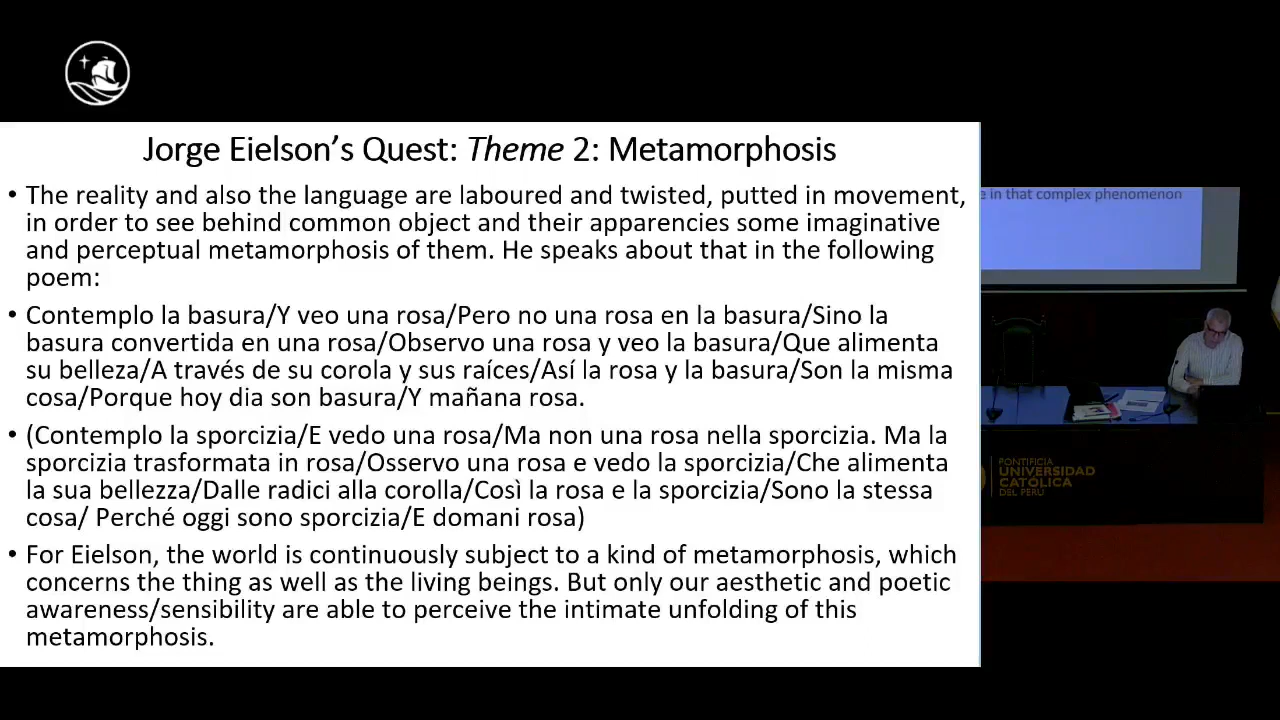 Jorge Eielson’s Quest: Theme 2: Metamorphosis
• The reality and also the language are laboured and twisted, putted in movement,
in order to see behind common object and their apparencies some imaginative
and perceptual metamorphosis of them. He speaks about that in the following
poem:
• Contemplo la basura/Y veo una rosa/Pero no una rosa en la basura/Sino la
basura convertida en una rosa/Observo una rosa y veo la basura/Que alimenta
su belleza/A través de su corola y sus raíces/Así la rosa y la basura/Son la misma
cosa/Porque hoy dia son basura/Y mañana rosa.
• (Contemplo la sporcizia/E vedo una rosa/Ma non una rosa nella sporcizia. Ma la
sporcizia trasformata in rosa/Osservo una rosa e vedo la sporcizia/Che alimenta
la sua bellezza/Dalle radici alla corolla/Così la rosa e la sporcizia/Sono la stessa
cosa/ Perché oggi sono sporcizia/E domani rosa)
• For Eielson, the world is continuously subject to a kind of metamorphosis, which
concerns the thing as well as the living beings. But only our aesthetic and poetic
awareness/sensibility are able to perceive the intimate unfolding of this
metamorphosis.
e in that complex phenomenon
PONTIFICIA
UNIVERSIDAD
CATÓLICA
DEL PERÚ